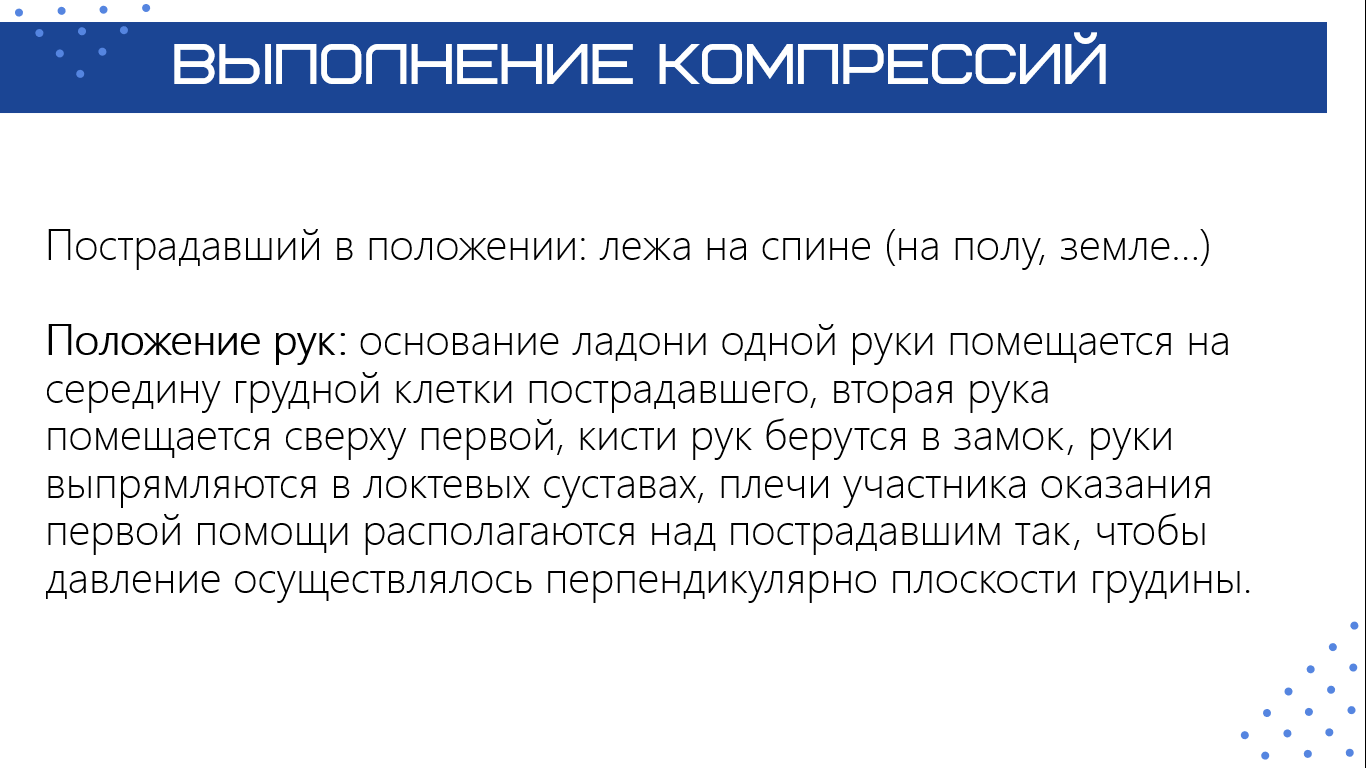 ВЫПОЛНЕНИЕ КОМПРЕССИЙ
Пострадавший в положении: лежа на спине (на полу, земле...)
Положение рук: основание ладони одной руки помещается на
середину грудной клетки пострадавшего, вторая рука
помещается сверху первой, кисти рук берутся в замок, руки
выпрямляются в локтевых суставах, плечи участника оказания
первой помощи располагаются над пострадавшим так, чтобы
давление осуществлялось перпендикулярно плоскости грудины.